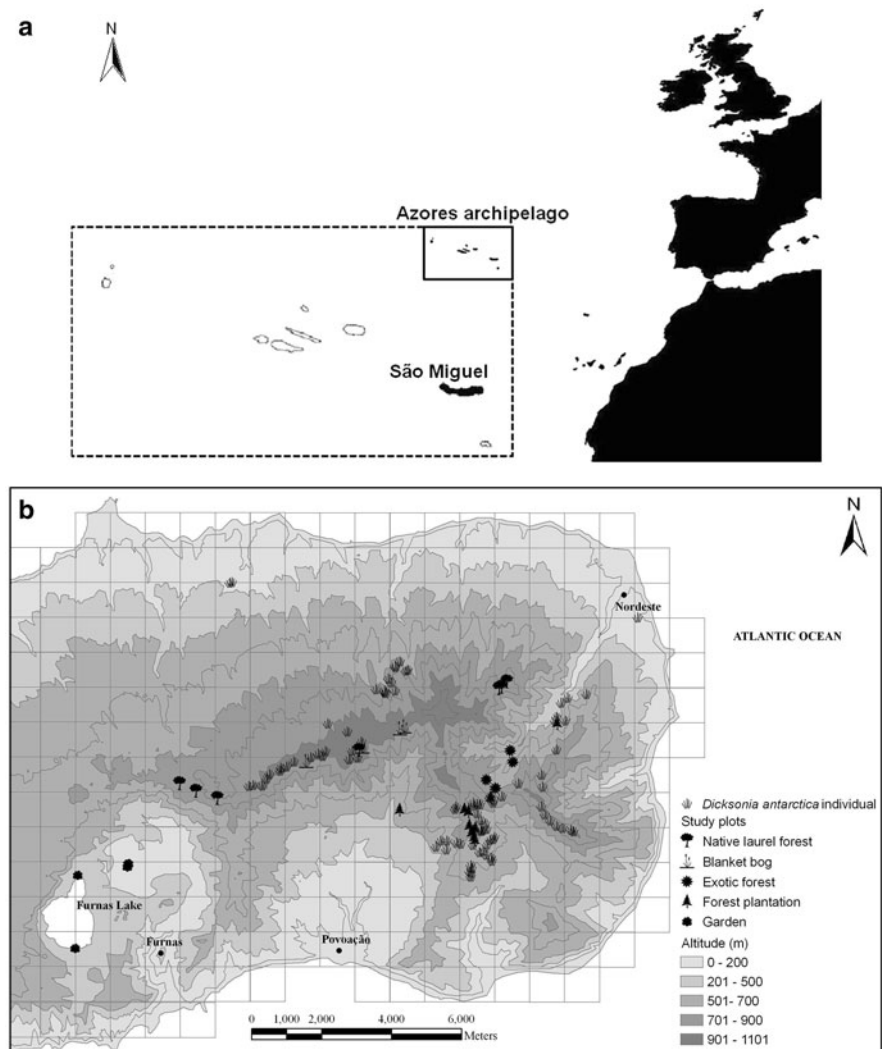 a
N
Azores archipelago
São Miguel
b
N
Nordeste
ATLANTIC OCEAN
Dicksonia antarctica individual
Study plots
Native laurel forest
Blanket bog
Exotic forest
Forest plantation
Garden
Furnas Lake
Furnas
Povoação
Altitude (m)
0 - 200
201 - 500
501- 700
701 - 900
901 - 1101
0 1,000 2,000 4,000 6,000
Meters